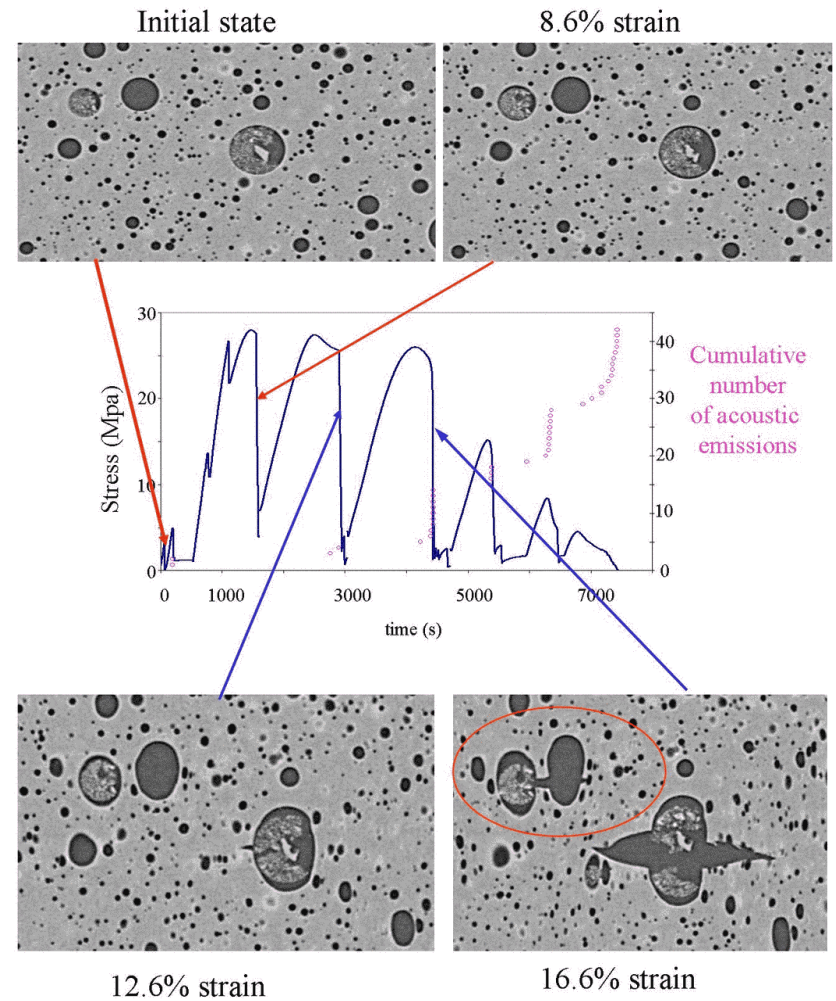 Initial state
8.6% strain
30
20
10
0
Stress (Mpa)
40
30
20
10
0
Cumulative
number
of acoustic
emissions
0
1000
3000
5000
7000
time (s)
12.6% strain
16.6% strain